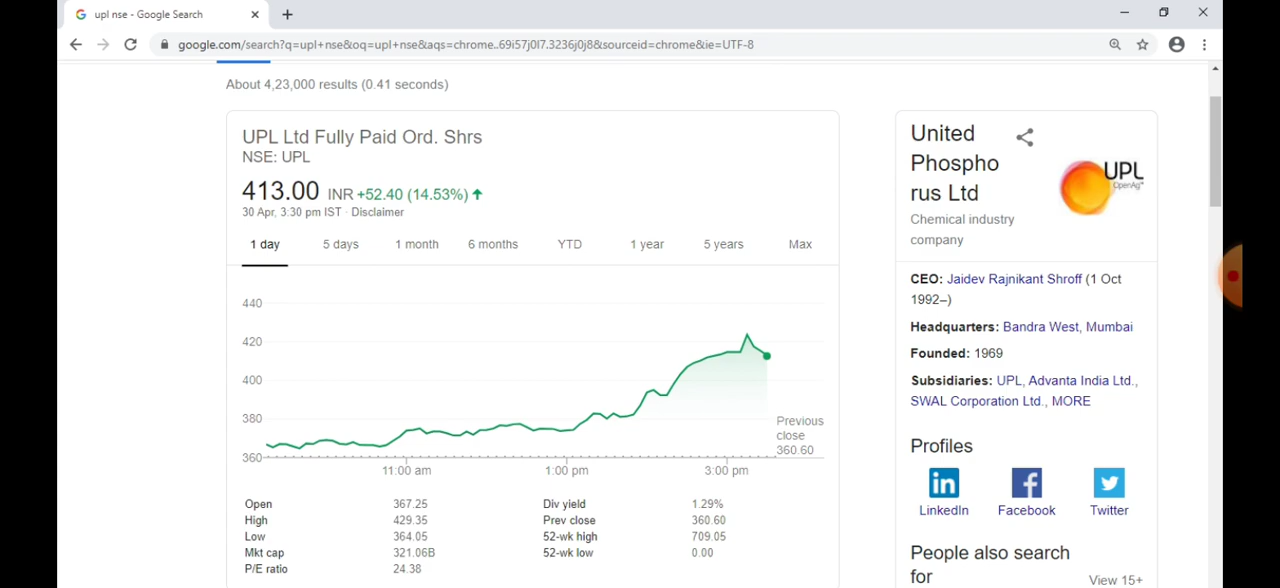 upl nse - Google Search
google.com/search?q=upl+nse&oq=upl+nse&aqs=chrome..69i57j0l7.3236j0j8&sourceid=chrome&ie=UTF-8
About 4,23,000 results (0.41 seconds)
UPL Ltd Fully Paid Ord. Shrs
NSE: UPL
413.00 INR +52.40 (14.53%)
30 Apr, 3:30 pm IST · Disclaimer
1 day 5 days 1 month 6 months YTD 1 year 5 years Max
440
420
400
380
360
Previous
close
360.60
11:00 am 1:00 pm 3:00 pm
Open 367.25 Div yield 1.29%
High 429.35 Prev close 360.60
Low 364.05 52-wk high 709.05
Mkt cap 321.06B 52-wk low 0.00
P/E ratio 24.38
United
Phospho
rus Ltd
UPL
OpenAg™
Chemical industry
company
CEO: Jaidev Rajnikant Shroff (1 Oct
1992–)
Headquarters: Bandra West, Mumbai
Founded: 1969
Subsidiaries: UPL, Advanta India Ltd.,
SWAL Corporation Ltd., MORE
Profiles
LinkedIn Facebook Twitter
People also search
for
View 15+